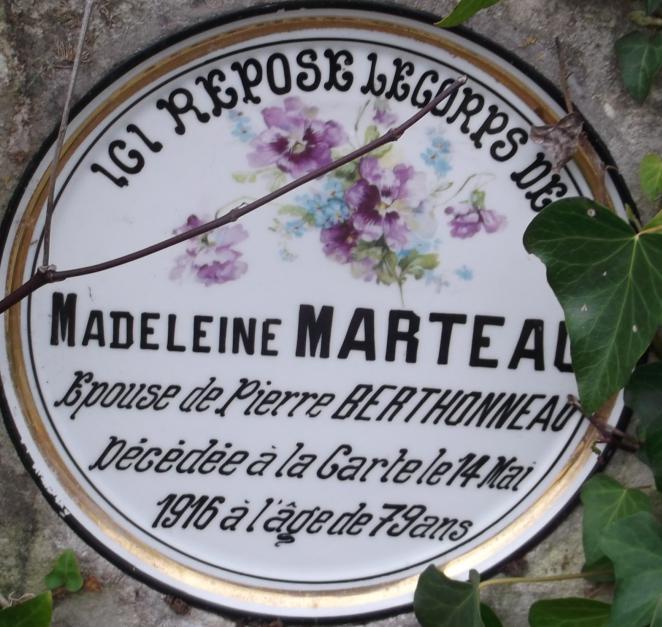 ICI REPOSE LE CORPS DE
MADELEINE MARTEAU
Epouse de Pierre BERTHONNEAU
Décédée à la Carte le 14 Mai
1916 à l'âge de 79 ans